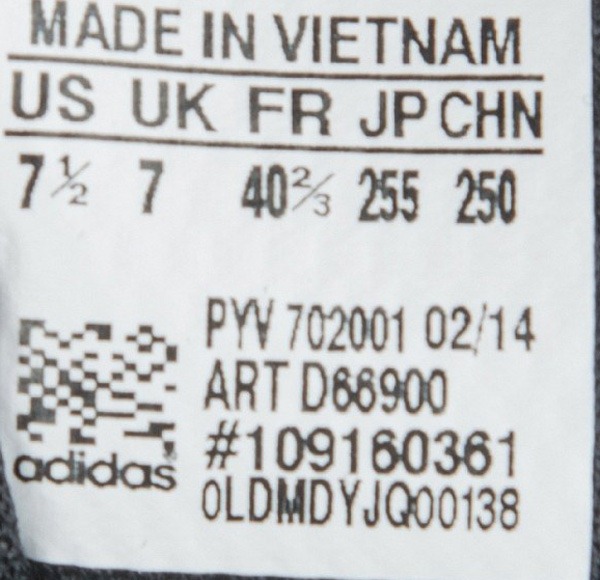 MADE IN VIETNAM
US UK FR JP CHN
7½ 7 40⅔ 255 250
PYV 702001 02/14
ART D66900
#109160361
adidas
0LDMDYJQ00138